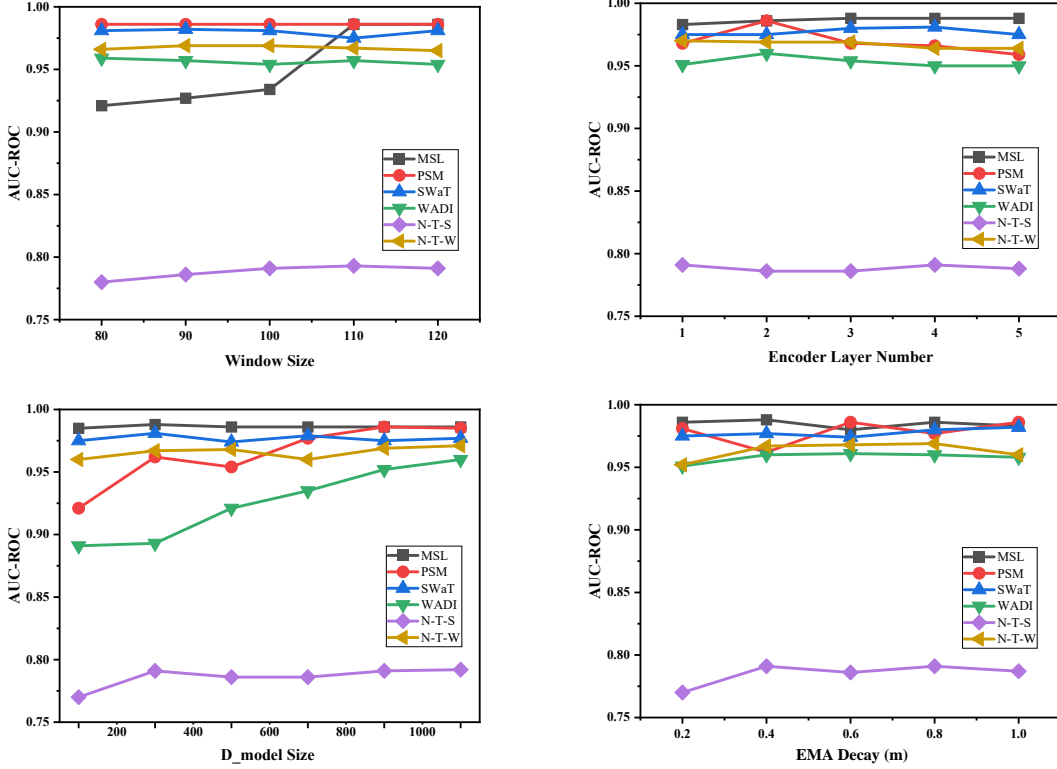 1.00
0.95
0.90
0.85
0.80
0.75
AUC-ROC
MSL
PSM
SWaT
WADI
N-T-S
N-T-W
80 90 100 110 120
Window Size
1.00
0.95
0.90
0.85
0.80
0.75
AUC-ROC
MSL
PSM
SWaT
WADI
N-T-S
N-T-W
1 2 3 4 5
Encoder Layer Number
1.00
0.95
0.90
0.85
0.80
0.75
AUC-ROC
MSL
PSM
SWaT
WADI
N-T-S
N-T-W
200 400 600 800 1000
D_model Size
1.00
0.95
0.90
0.85
0.80
0.75
AUC-ROC
MSL
PSM
SWaT
WADI
N-T-S
N-T-W
0.2 0.4 0.6 0.8 1.0
EMA Decay (m)